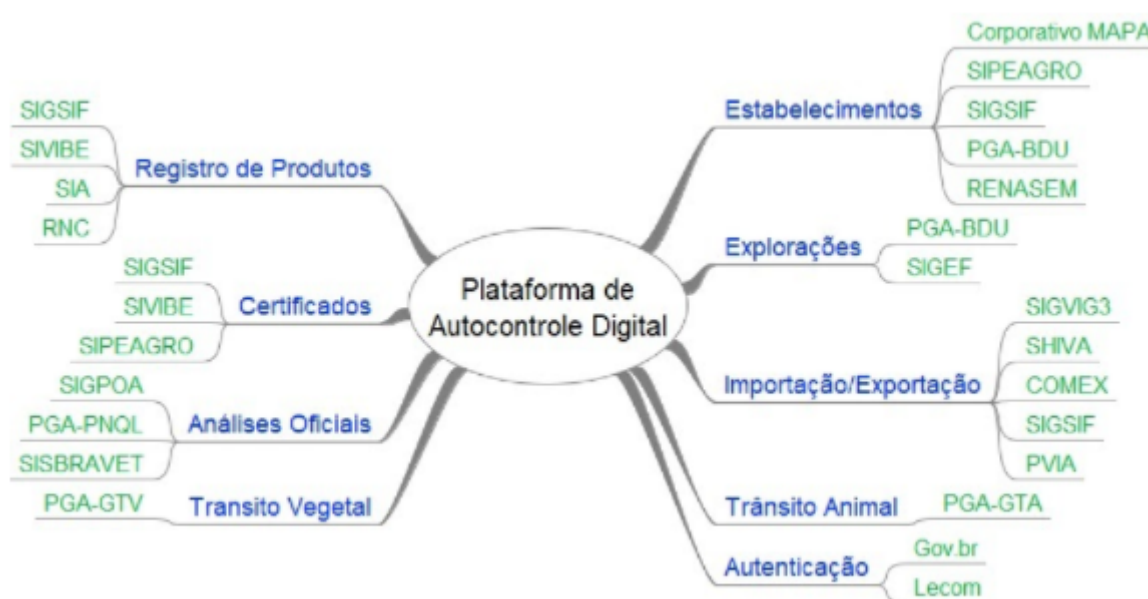 SIGSIF
SIVIBE
SIA
RNC
Registro de Produtos
SIGSIF
SIVIBE
SIPEAGRO
Certificados
SIGPOA
PGA-PNQL
SISBRAVET
Análises Oficiais
PGA-GTV
Transito Vegetal
Plataforma de
Autocontrole Digital
Estabelecimentos
Corporativo MAPA
SIPEAGRO
SIGSIF
PGA-BDU
RENASEM
Explorações
PGA-BDU
SIGEF
Importação/Exportação
SIGVIG3
SHIVA
COMEX
SIGSIF
PVIA
Trânsito Animal
PGA-GTA
Autenticação
Gov.br
Lecom